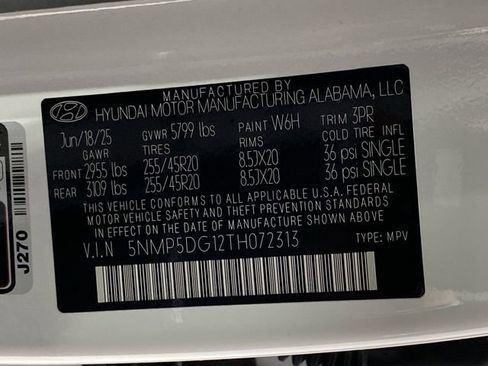 MANUFACTURED BY
HYUNDAI MOTOR MANUFACTURING ALABAMA, LLC
Jun/18/25 GVWR 5799 lbs PAINT W6H TRIM 3PR
GAWR TIRES RIMS COLD TIRE INFL
FRONT 2955 lbs 255/45R20 8.5JX20 36 psi SINGLE
REAR 3109 lbs 255/45R20 8.5JX20 36 psi SINGLE
THIS VEHICLE CONFORMS TO ALL APPLICABLE U.S. FEDERAL
MOTOR VEHICLE SAFETY, BUMPER, AND THEFT PREVENTION
STANDARDS IN EFFECT ON THE DATE OF MANUFACTURE
SHOWN ABOVE.
V.I.N 5NMP5DG12TH072313 TYPE: MPV
J270